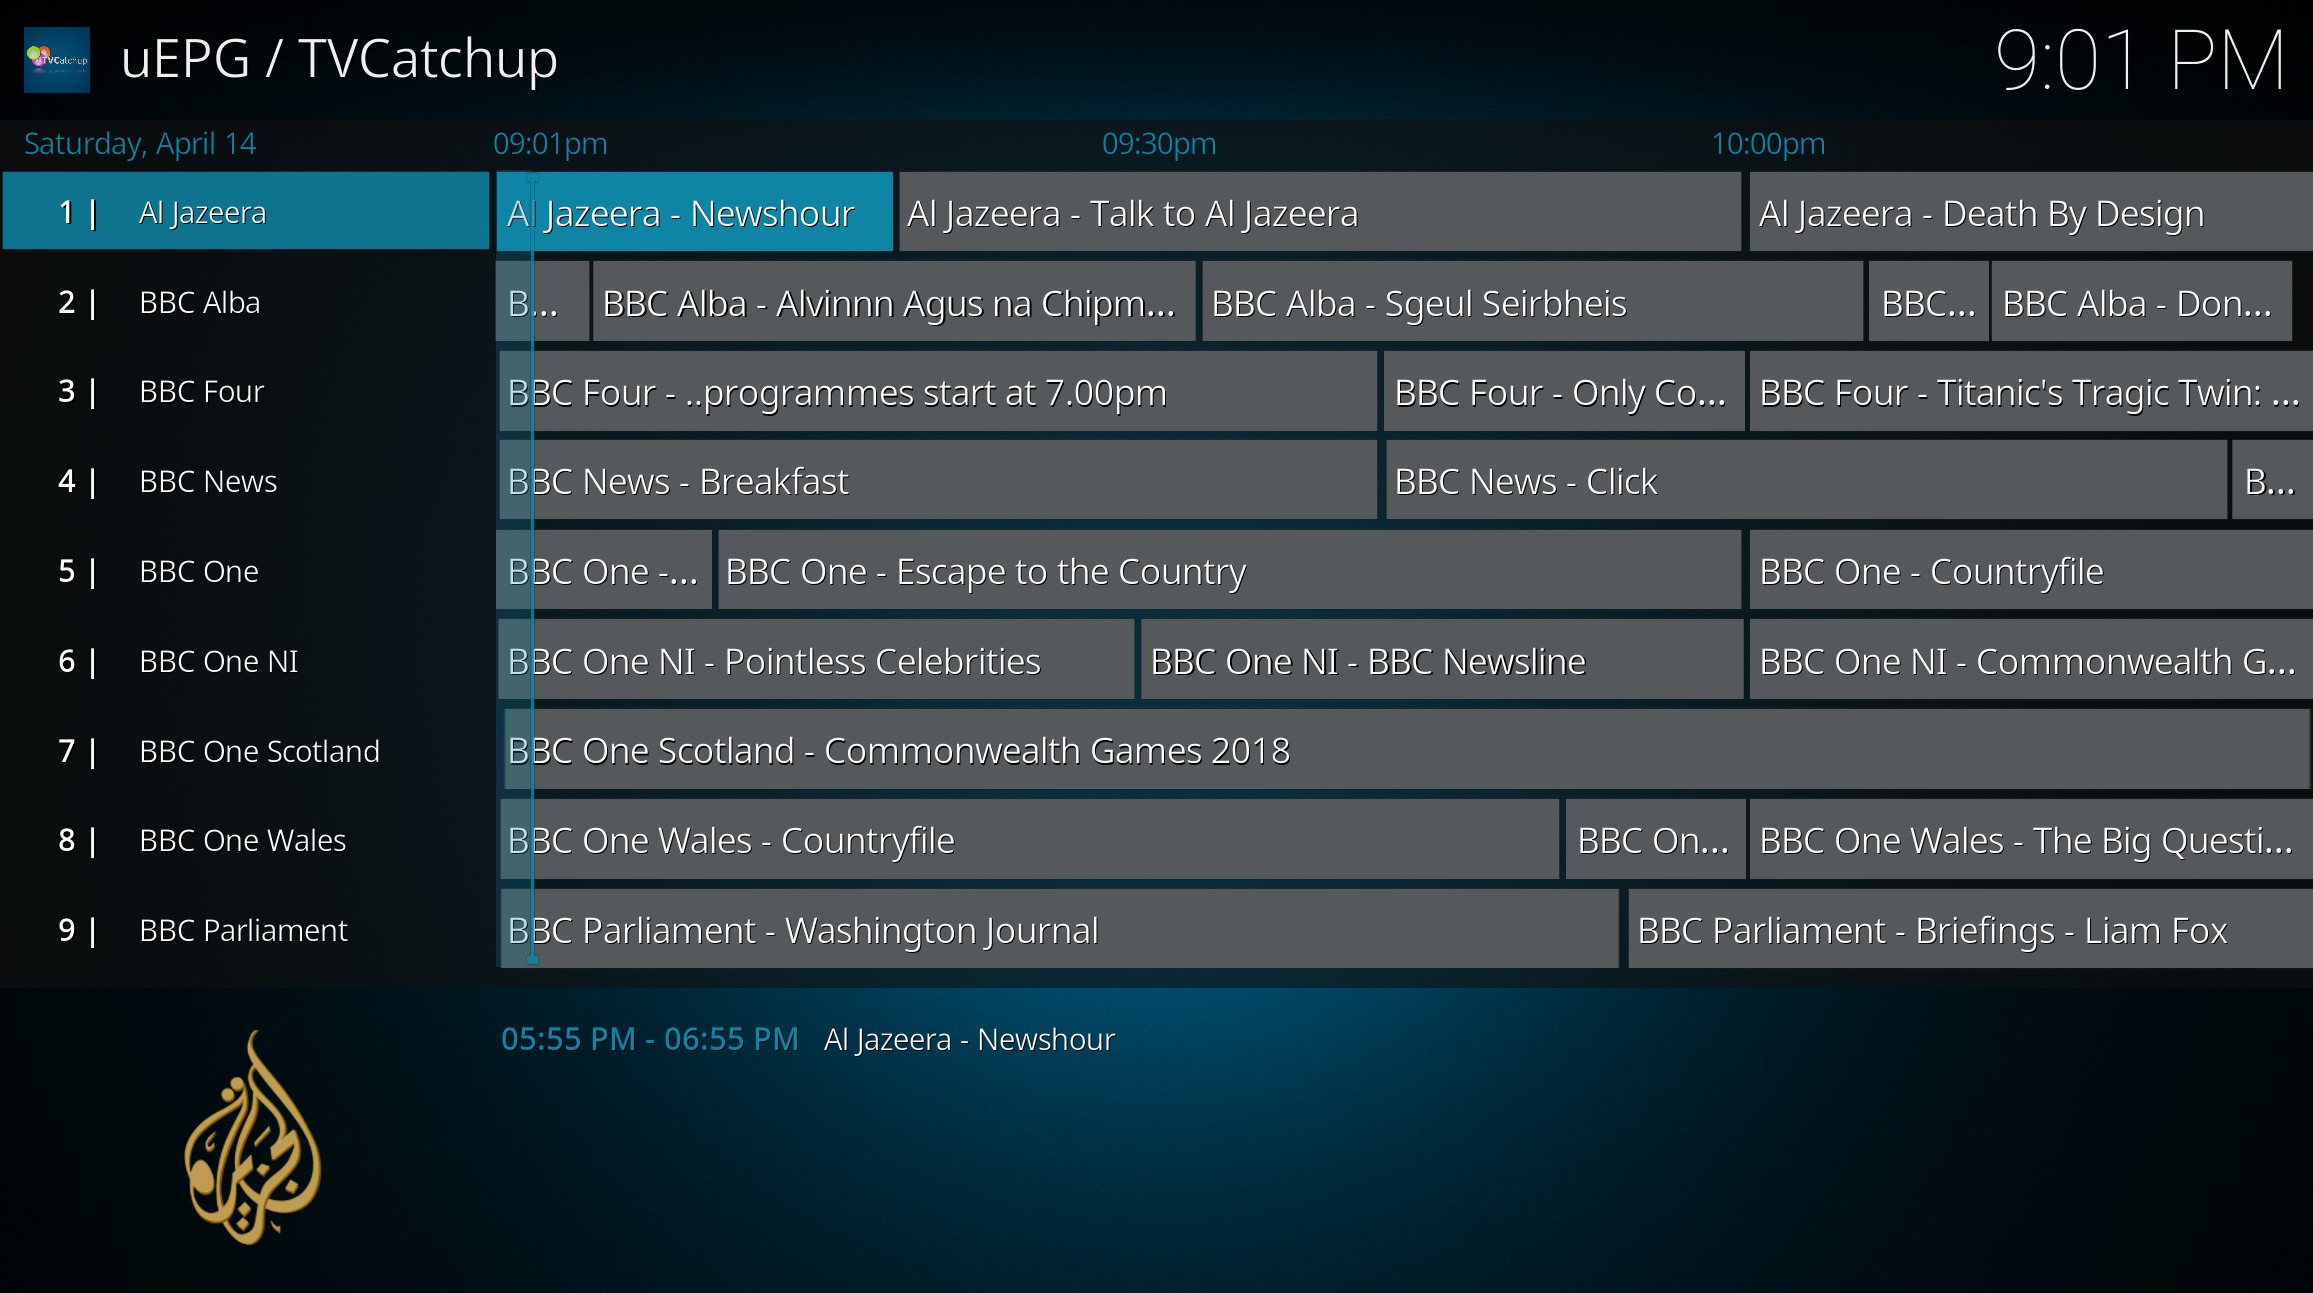 TVCatchup
uEPG / TVCatchup
9:01 PM
Saturday, April 14
09:01pm
09:30pm
10:00pm
1 | Al Jazeera
Al Jazeera - Newshour
Al Jazeera - Talk to Al Jazeera
Al Jazeera - Death By Design
2 | BBC Alba
B...
BBC Alba - Alvinnn Agus na Chipm...
BBC Alba - Sgeul Seirbheis
BBC...
BBC Alba - Don...
3 | BBC Four
BBC Four - ..programmes start at 7.00pm
BBC Four - Only Co...
BBC Four - Titanic's Tragic Twin: ...
4 | BBC News
BBC News - Breakfast
BBC News - Click
B...
5 | BBC One
BBC One -...
BBC One - Escape to the Country
BBC One - Countryfile
6 | BBC One NI
BBC One NI - Pointless Celebrities
BBC One NI - BBC Newsline
BBC One NI - Commonwealth G...
7 | BBC One Scotland
BBC One Scotland - Commonwealth Games 2018
8 | BBC One Wales
BBC One Wales - Countryfile
BBC On...
BBC One Wales - The Big Questi...
9 | BBC Parliament
BBC Parliament - Washington Journal
BBC Parliament - Briefings - Liam Fox
05:55 PM - 06:55 PM Al Jazeera - Newshour
الجزيرة